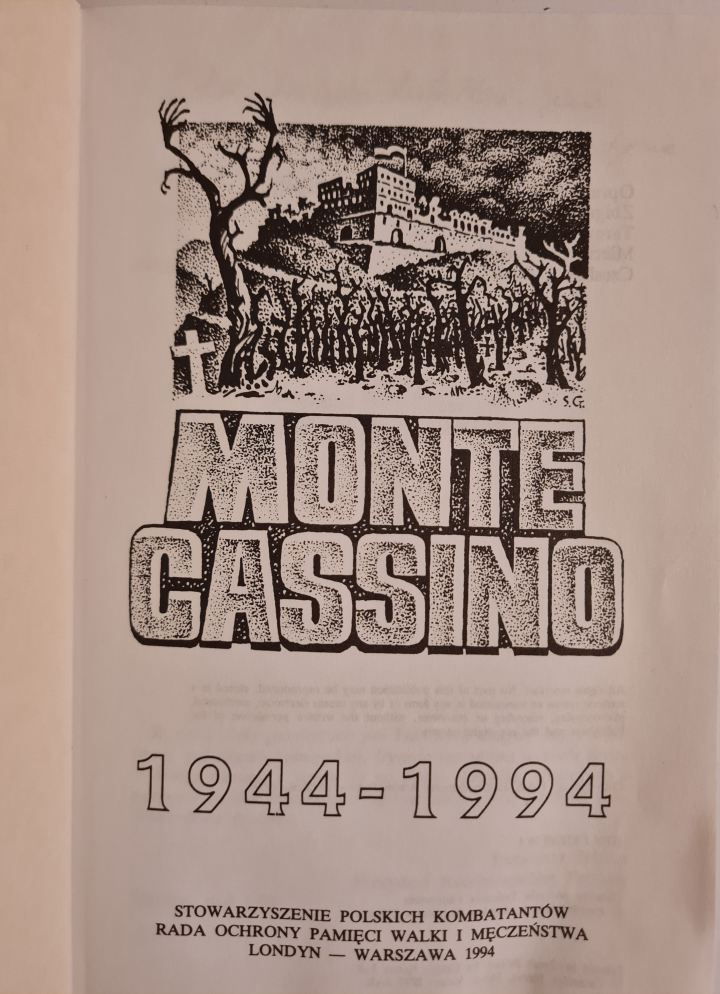 S.G.
MONTE
CASSINO
1944-1994
STOWARZYSZENIE POLSKICH KOMBATANTÓW
RADA OCHRONY PAMIĘCI WALKI I MĘCZEŃSTWA
LONDYN — WARSZAWA 1994